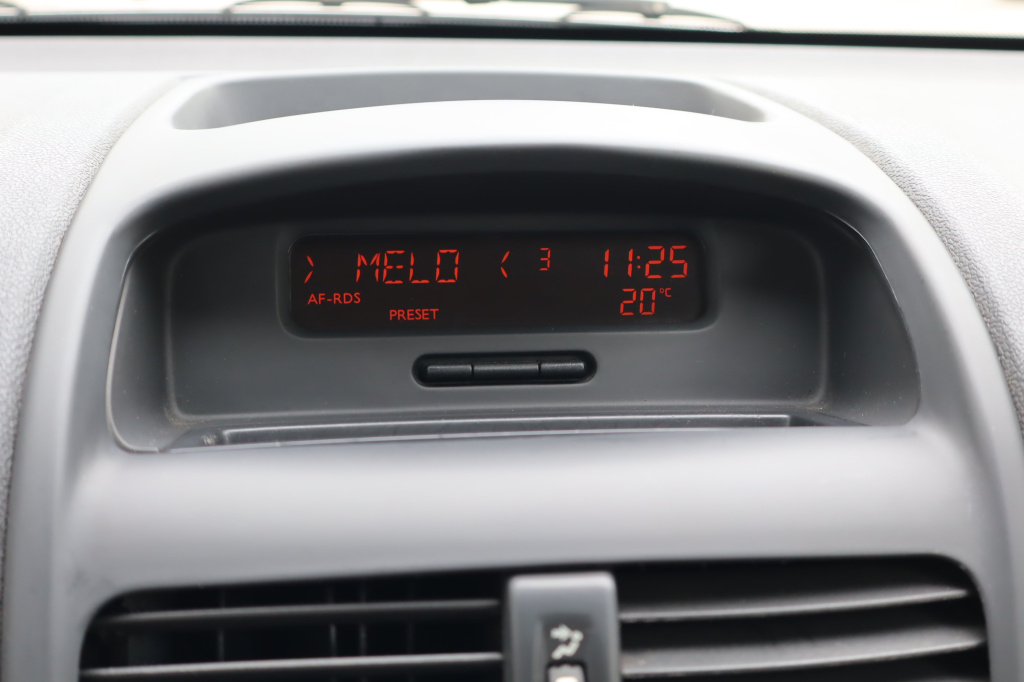 > MELO < 3 11:25
AF-RDS 20°C
PRESET